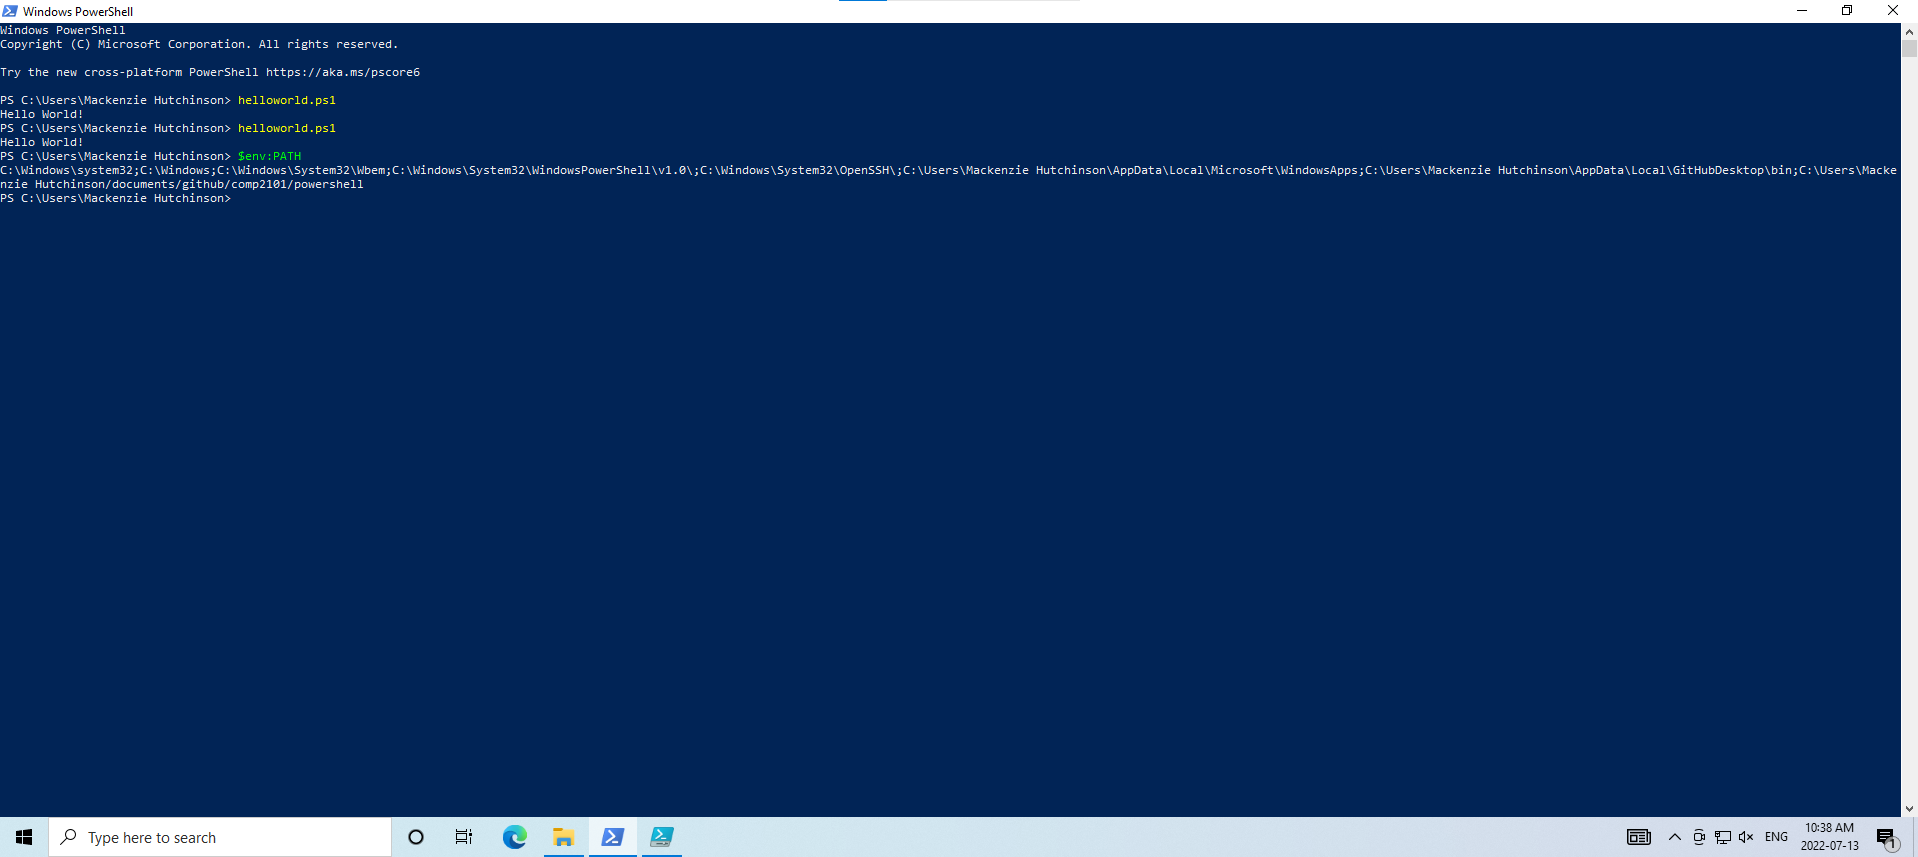 Windows PowerShell
Windows PowerShell
Copyright (C) Microsoft Corporation. All rights reserved.
Try the new cross-platform PowerShell https://aka.ms/pscore6
PS C:\Users\Mackenzie Hutchinson> helloworld.ps1
Hello World!
PS C:\Users\Mackenzie Hutchinson> helloworld.ps1
Hello World!
PS C:\Users\Mackenzie Hutchinson> $env:PATH
C:\Windows\system32;C:\Windows;C:\Windows\System32\Wbem;C:\Windows\System32\WindowsPowerShell\v1.0\;C:\Windows\System32\OpenSSH\;C:\Users\Mackenzie Hutchinson\AppData\Local\Microsoft\WindowsApps;C:\Users\Mackenzie Hutchinson\AppData\Local\GitHubDesktop\bin;C:\Users\Macke
nzie Hutchinson/documents/github/comp2101/powershell
PS C:\Users\Mackenzie Hutchinson>
Type here to search
ENG
10:38 AM
2022-07-13
1